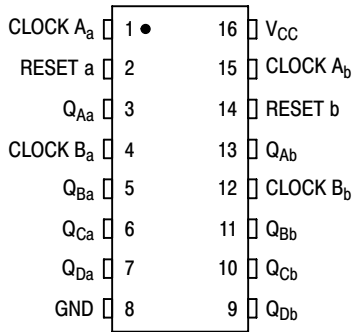 CLOCK Aa 1 16 VCC
RESET a 2 15 CLOCK Ab
QAa 3 14 RESET b
CLOCK Ba 4 13 QAb
QBa 5 12 CLOCK Bb
QCa 6 11 QBb
QDa 7 10 QCb
GND 8 9 QDb